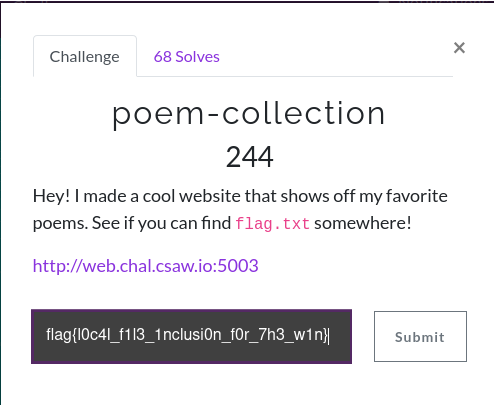 Challenge
68 Solves
×
poem-collection
244
Hey! I made a cool website that shows off my favorite
poems. See if you can find flag.txt somewhere!
http://web.chal.csaw.io:5003
flag{l0c4l_f1l3_1nclusi0n_f0r_7h3_w1n}
Submit